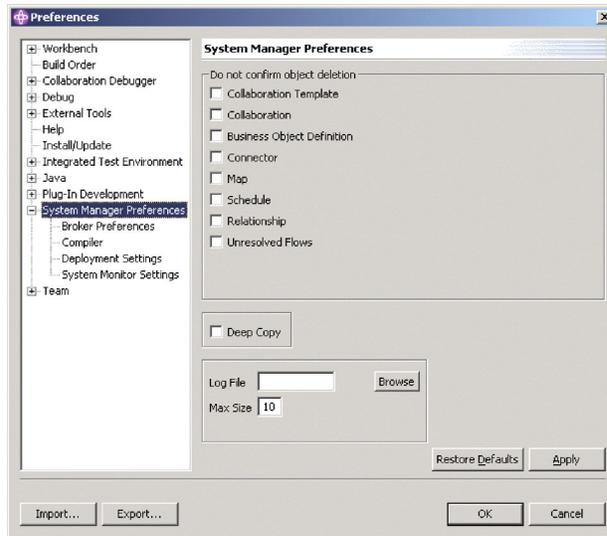 Preferences
Workbench
Build Order
Collaboration Debugger
Debug
External Tools
Help
Install/Update
Integrated Test Environment
Java
Plug-In Development
System Manager Preferences
Broker Preferences
Compiler
Deployment Settings
System Monitor Settings
Team
System Manager Preferences
Do not confirm object deletion
Collaboration Template
Collaboration
Business Object Definition
Connector
Map
Schedule
Relationship
Unresolved Flows
Deep Copy
Log File Browse
Max Size 10
Restore Defaults Apply
Import... Export... OK Cancel